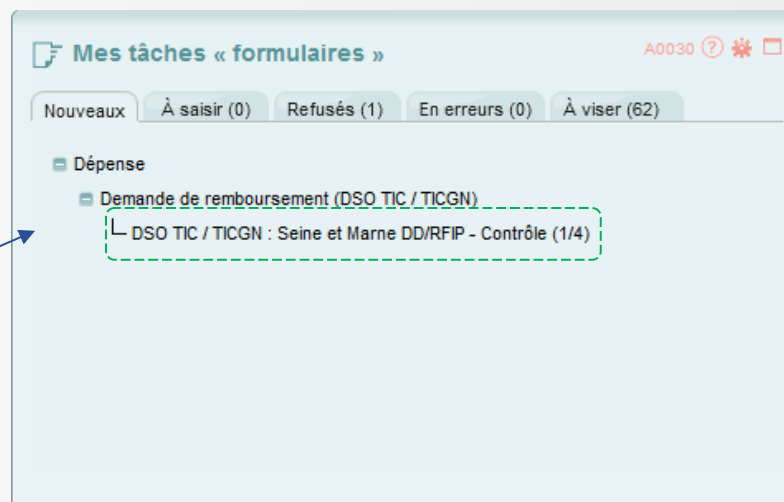 Mes tâches « formulaires »
A0030 ?
Nouveaux À saisir (0) Refusés (1) En erreurs (0) À viser (62)
Dépense
Demande de remboursement (DSO TIC / TICGN)
DSO TIC / TICGN : Seine et Marne DD/RFIP - Contrôle (1/4)